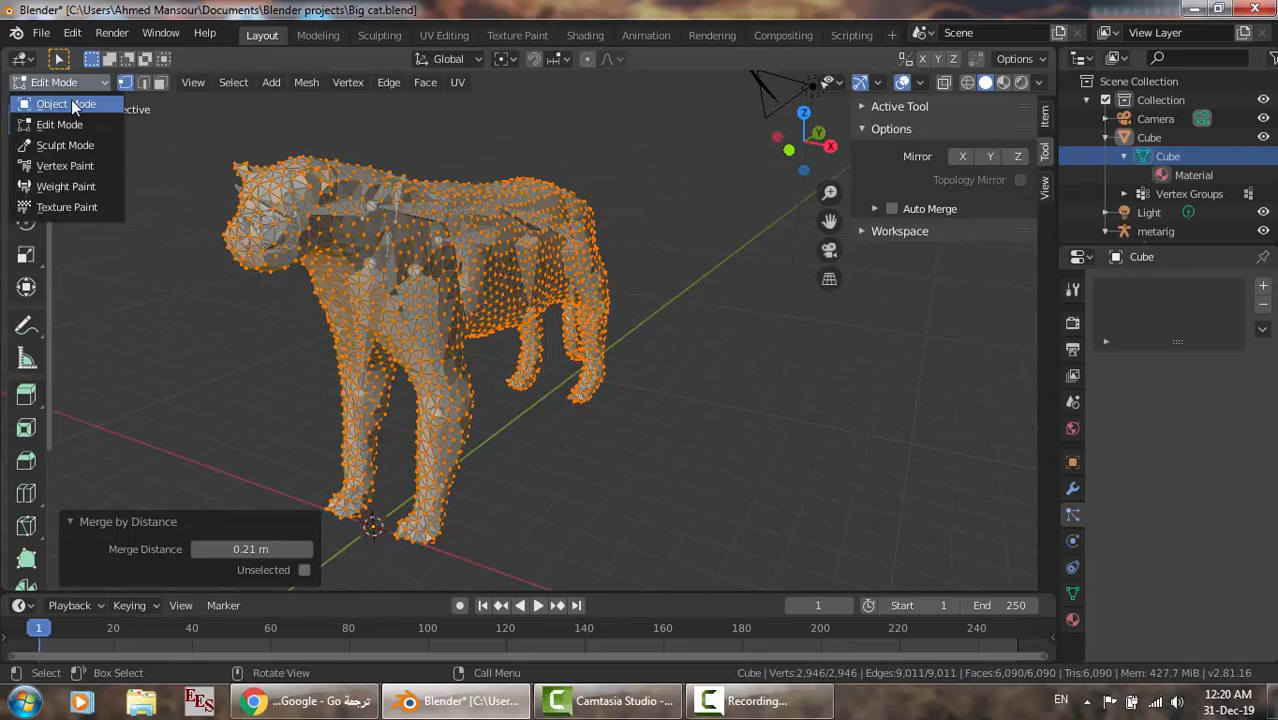 Blender* [C:\Users\Ahmed Mansour\Documents\Blender projects\Big cat.blend]
File Edit Render Window Help Layout Modeling Sculpting UV Editing Texture Paint Shading Animation Rendering Compositing Scripting Scene View Layer
Global Options
Edit Mode View Select Add Mesh Vertex Edge Face UV
Object Mode
Edit Mode
Sculpt Mode
Vertex Paint
Weight Paint
Texture Paint
Z
Y
X
Active Tool
Options
Mirror X Y Z
Topology Mirror
Auto Merge
Workspace
Item
Tool
View
Scene Collection
Collection
Camera
Cube
Cube
Material
Vertex Groups
Light
metarig
Cube
Merge by Distance
Merge Distance 0.21 m
Unselected
Playback Keying View Marker 1 Start 1 End 250
1 20 40 60 80 100 120 140 160 180 200 220 240
Select Box Select Rotate View Call Menu Cube | Verts:2,946/2,946 | Edges:9,011/9,011 | Faces:6,090/6,090 | Tris:6,090 | Mem: 427.7 MiB | v2.81.16
EES ...Google - Go ترجمة Blender* [C:\Us... Camtasia Studio -... Recording... EN 12:20 AM
31-Dec-19